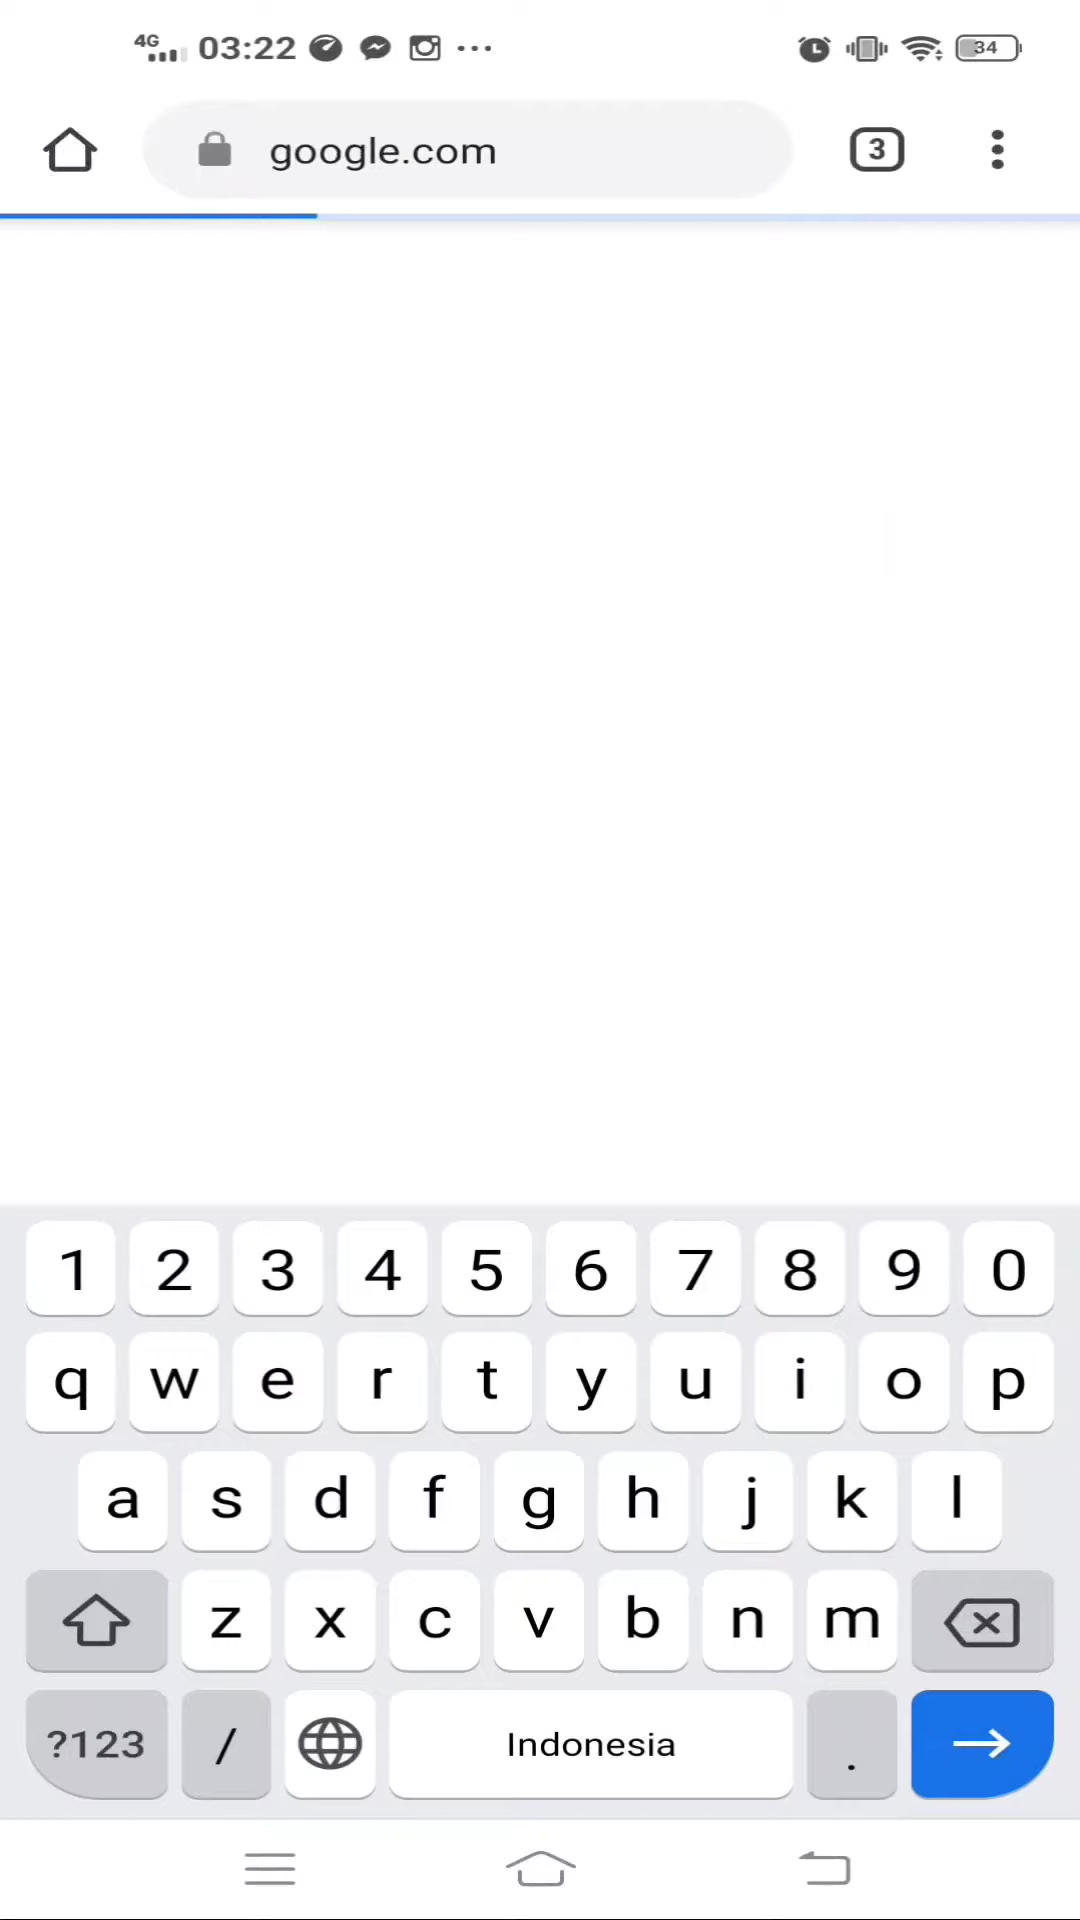 4G 03:22 34
google.com 3
1 2 3 4 5 6 7 8 9 0
q w e r t y u i o p
a s d f g h j k l
z x c v b n m
?123 / Indonesia .